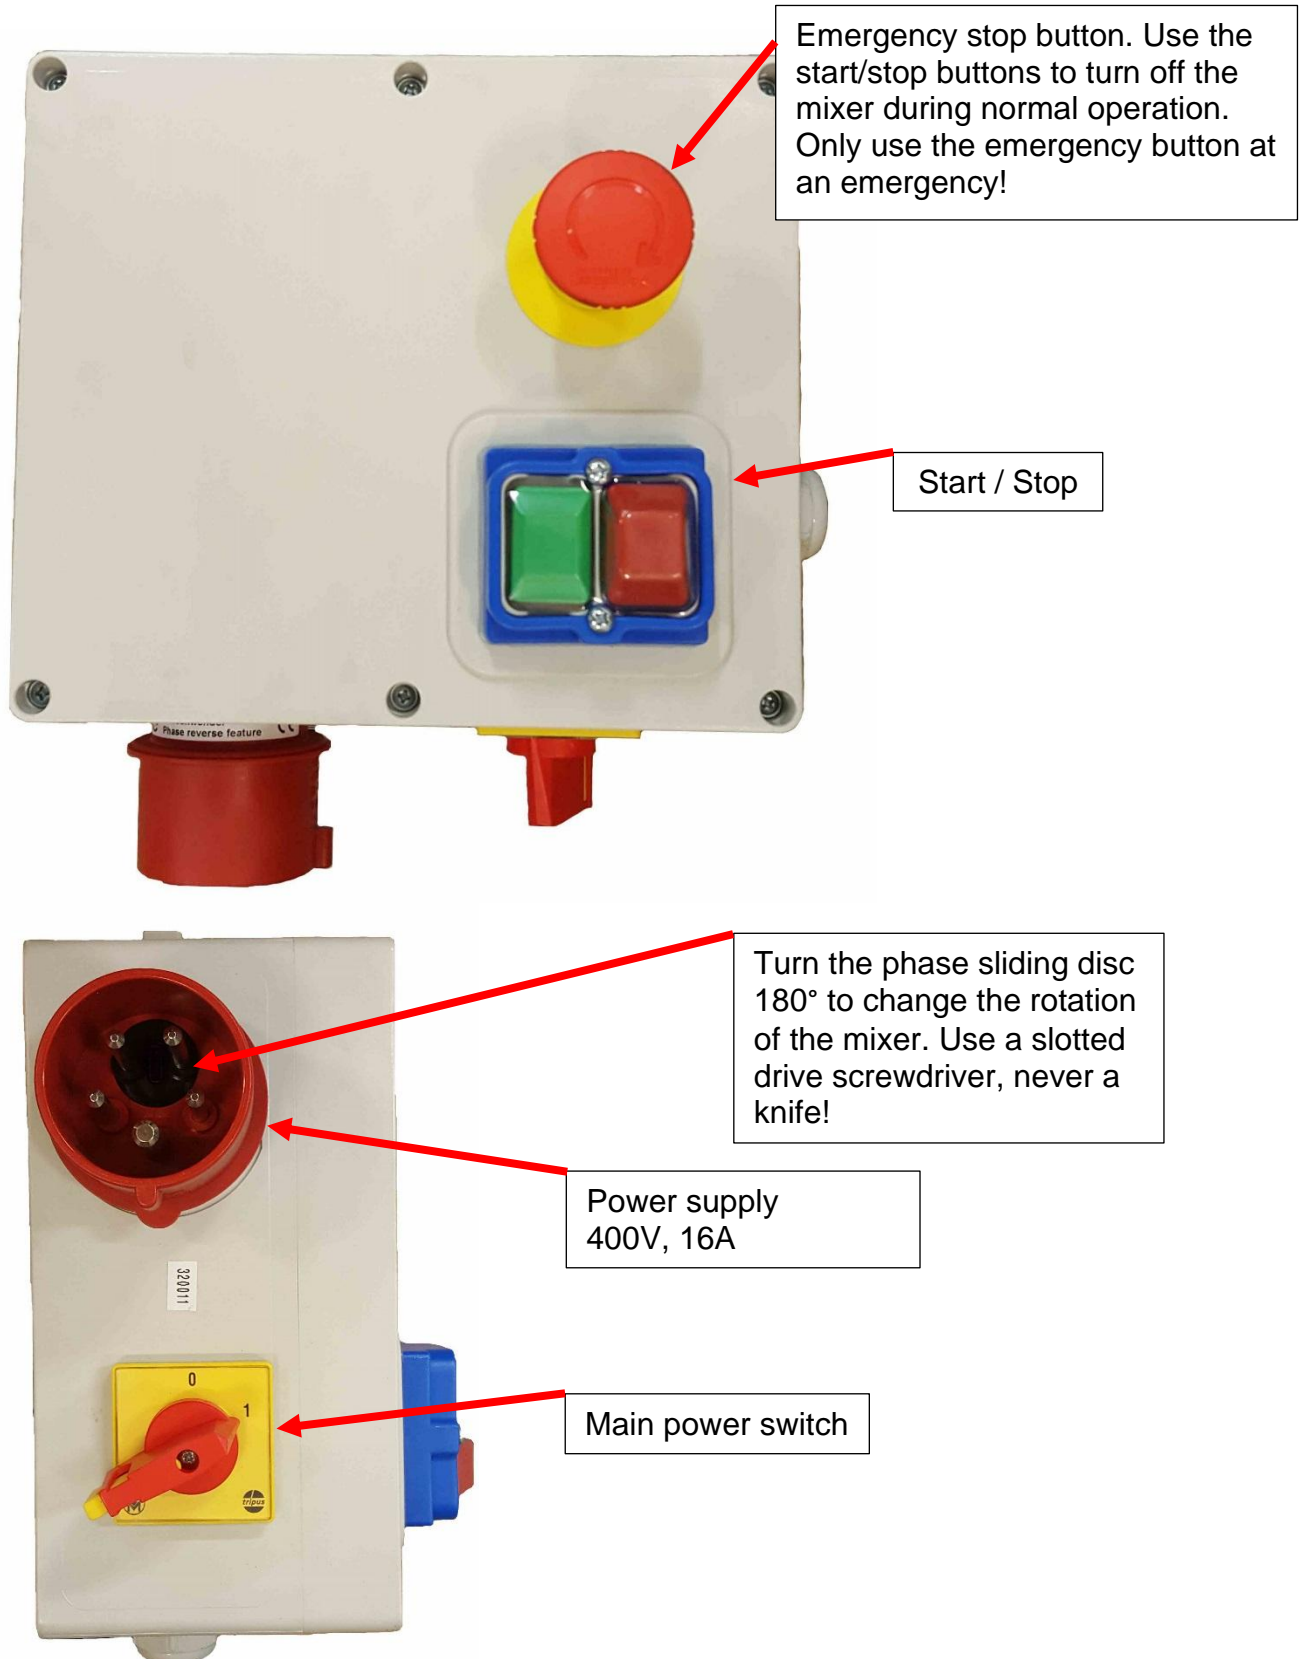 Emergency stop button. Use the
start/stop buttons to turn off the
mixer during normal operation.
Only use the emergency button at
an emergency!
Start / Stop
Phase reverse feature
Turn the phase sliding disc
180° to change the rotation
of the mixer. Use a slotted
drive screwdriver, never a
knife!
Power supply
400V, 16A
320011
0
1
Main power switch
tripus